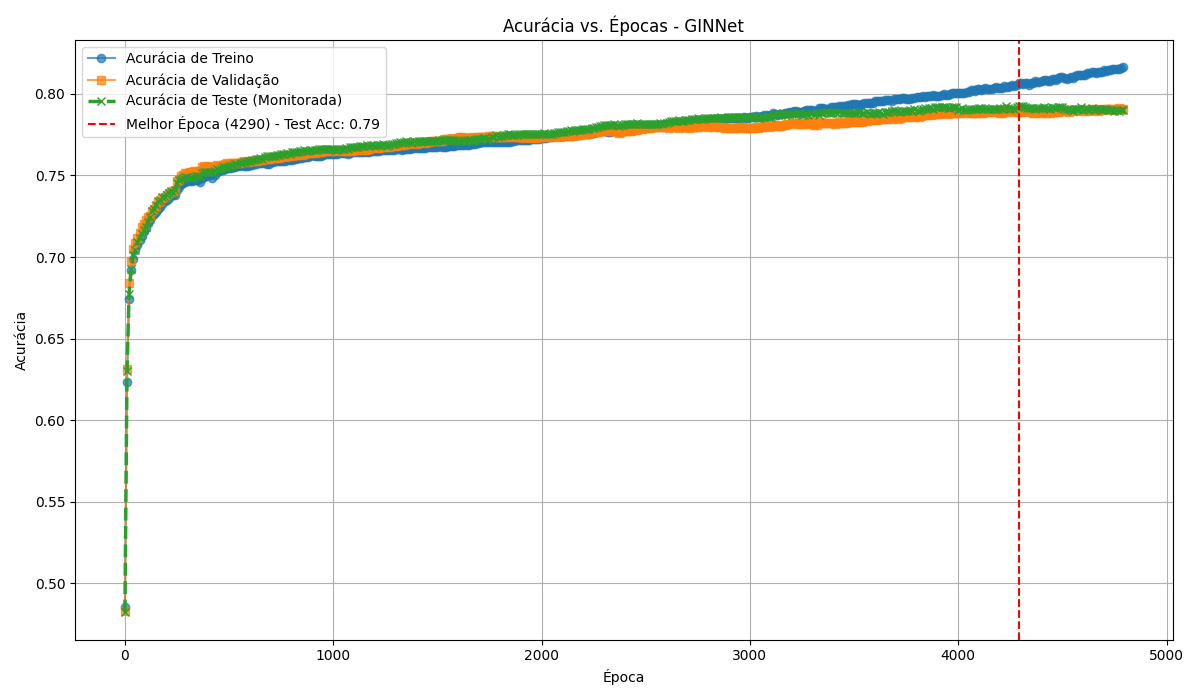 Acurácia vs. Épocas - GINNet
Acurácia de Treino
Acurácia de Validação
Acurácia de Teste (Monitorada)
Melhor Época (4290) - Test Acc: 0.79
Acurácia
0.80
0.75
0.70
0.65
0.60
0.55
0.50
0 1000 2000 3000 4000 5000
Época